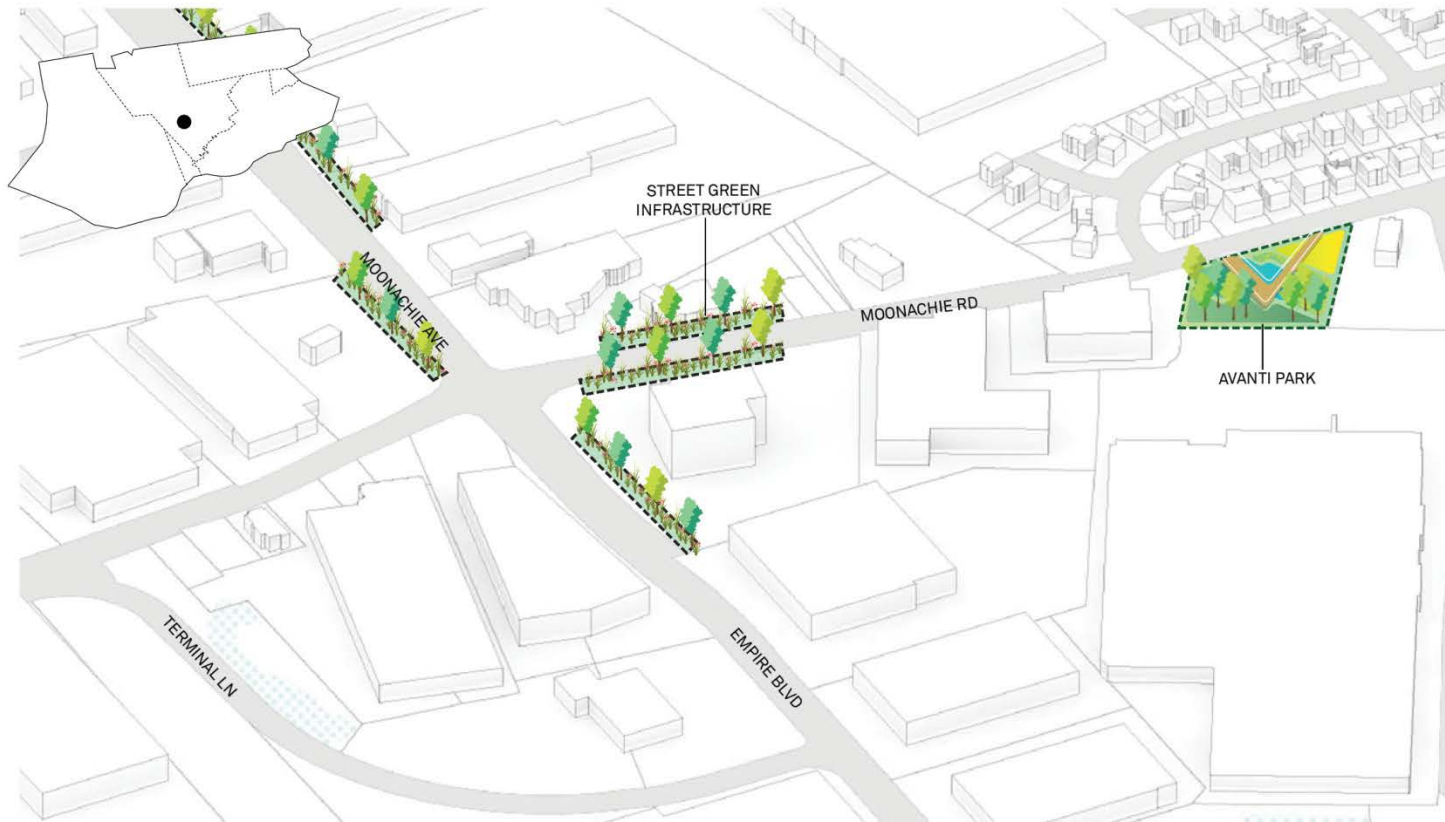 STREET GREEN
INFRASTRUCTURE
MOONACHIE AVE
MOONACHIE RD
AVANTI PARK
TERMINAL LN
EMPIRE BLVD